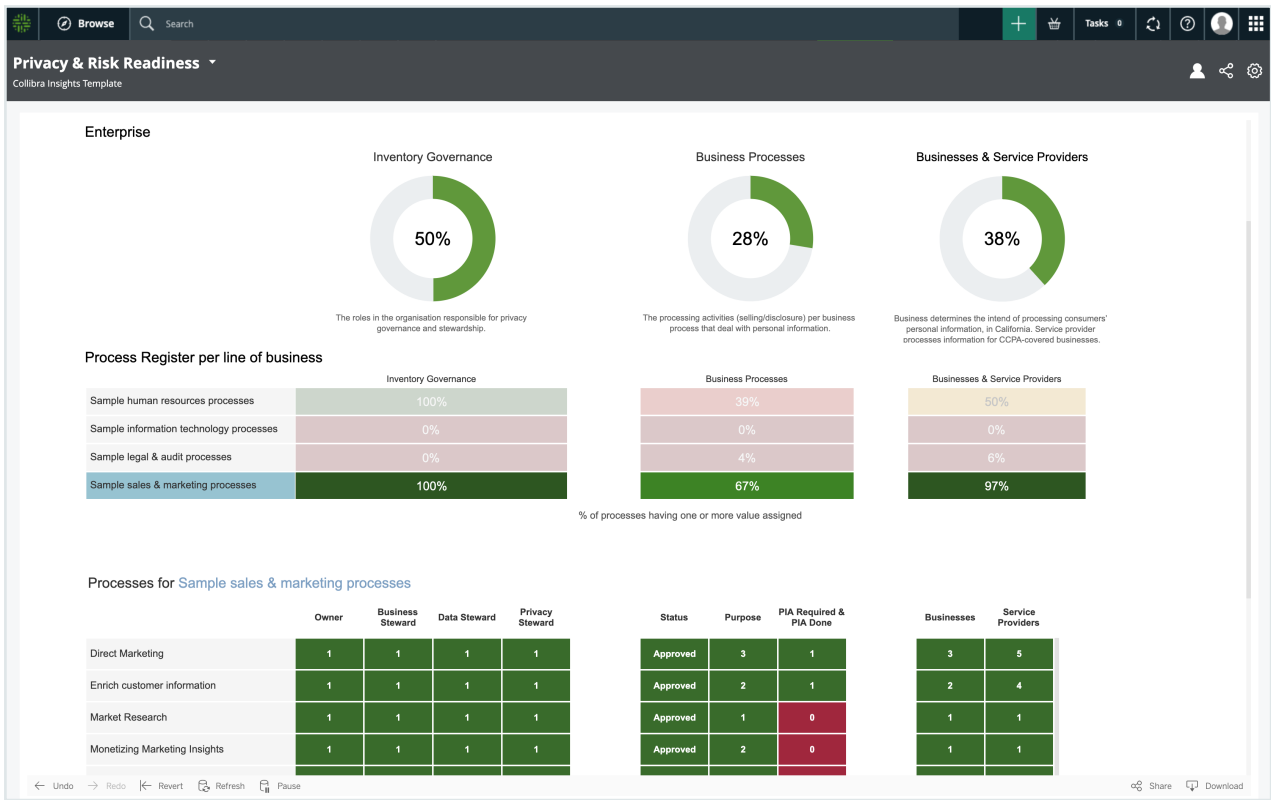 Browse Search Tasks 0
Privacy & Risk Readiness
Collibra Insights Template
Enterprise
Inventory Governance Business Processes Businesses & Service Providers
50% 28% 38%
The roles in the organisation responsible for privacy
governance and stewardship.
The processing activities (selling/disclosure) per business
process that deal with personal information.
Business determines the intend of processing consumers'
personal information, in California. Service provider
processes information for CCPA-covered businesses.
Process Register per line of business
Inventory Governance Business Processes Businesses & Service Providers
Sample human resources processes 100% 39% 50%
Sample information technology processes 0% 0% 0%
Sample legal & audit processes 0% 4% 6%
Sample sales & marketing processes 100% 67% 97%
% of processes having one or more value assigned
Processes for Sample sales & marketing processes
Owner
Business
Steward
Data Steward
Privacy
Steward
Status
Purpose
PIA Required &
PIA Done
Businesses
Service
Providers
Direct Marketing 1 1 1 1 Approved 3 1 3 5
Enrich customer information 1 1 1 1 Approved 2 1 2 4
Market Research 1 1 1 1 Approved 1 0 1 1
Monetizing Marketing Insights 1 1 1 1 Approved 2 0 1 1
Undo Redo Revert Refresh Pause Share Download